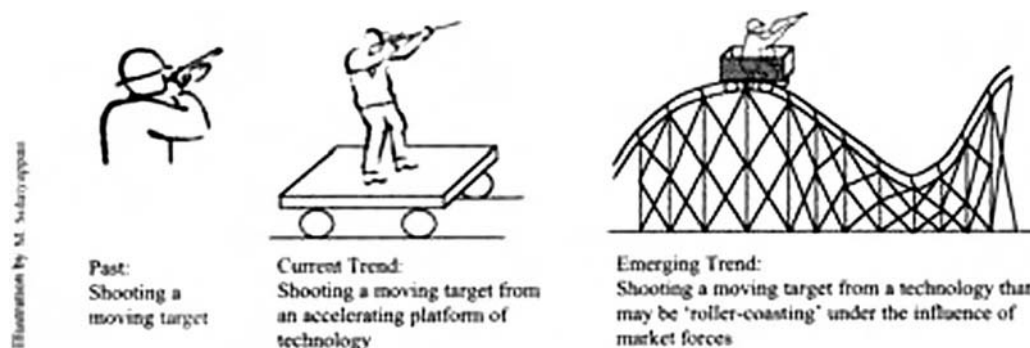 Illustration by M.
Past:
Shooting a
moving target
Current Trend:
Shooting a moving target from
an accelerating platform of
technology
Emerging Trend:
Shooting a moving target from a technology that
may be 'roller-coasting' under the influence of
market forces